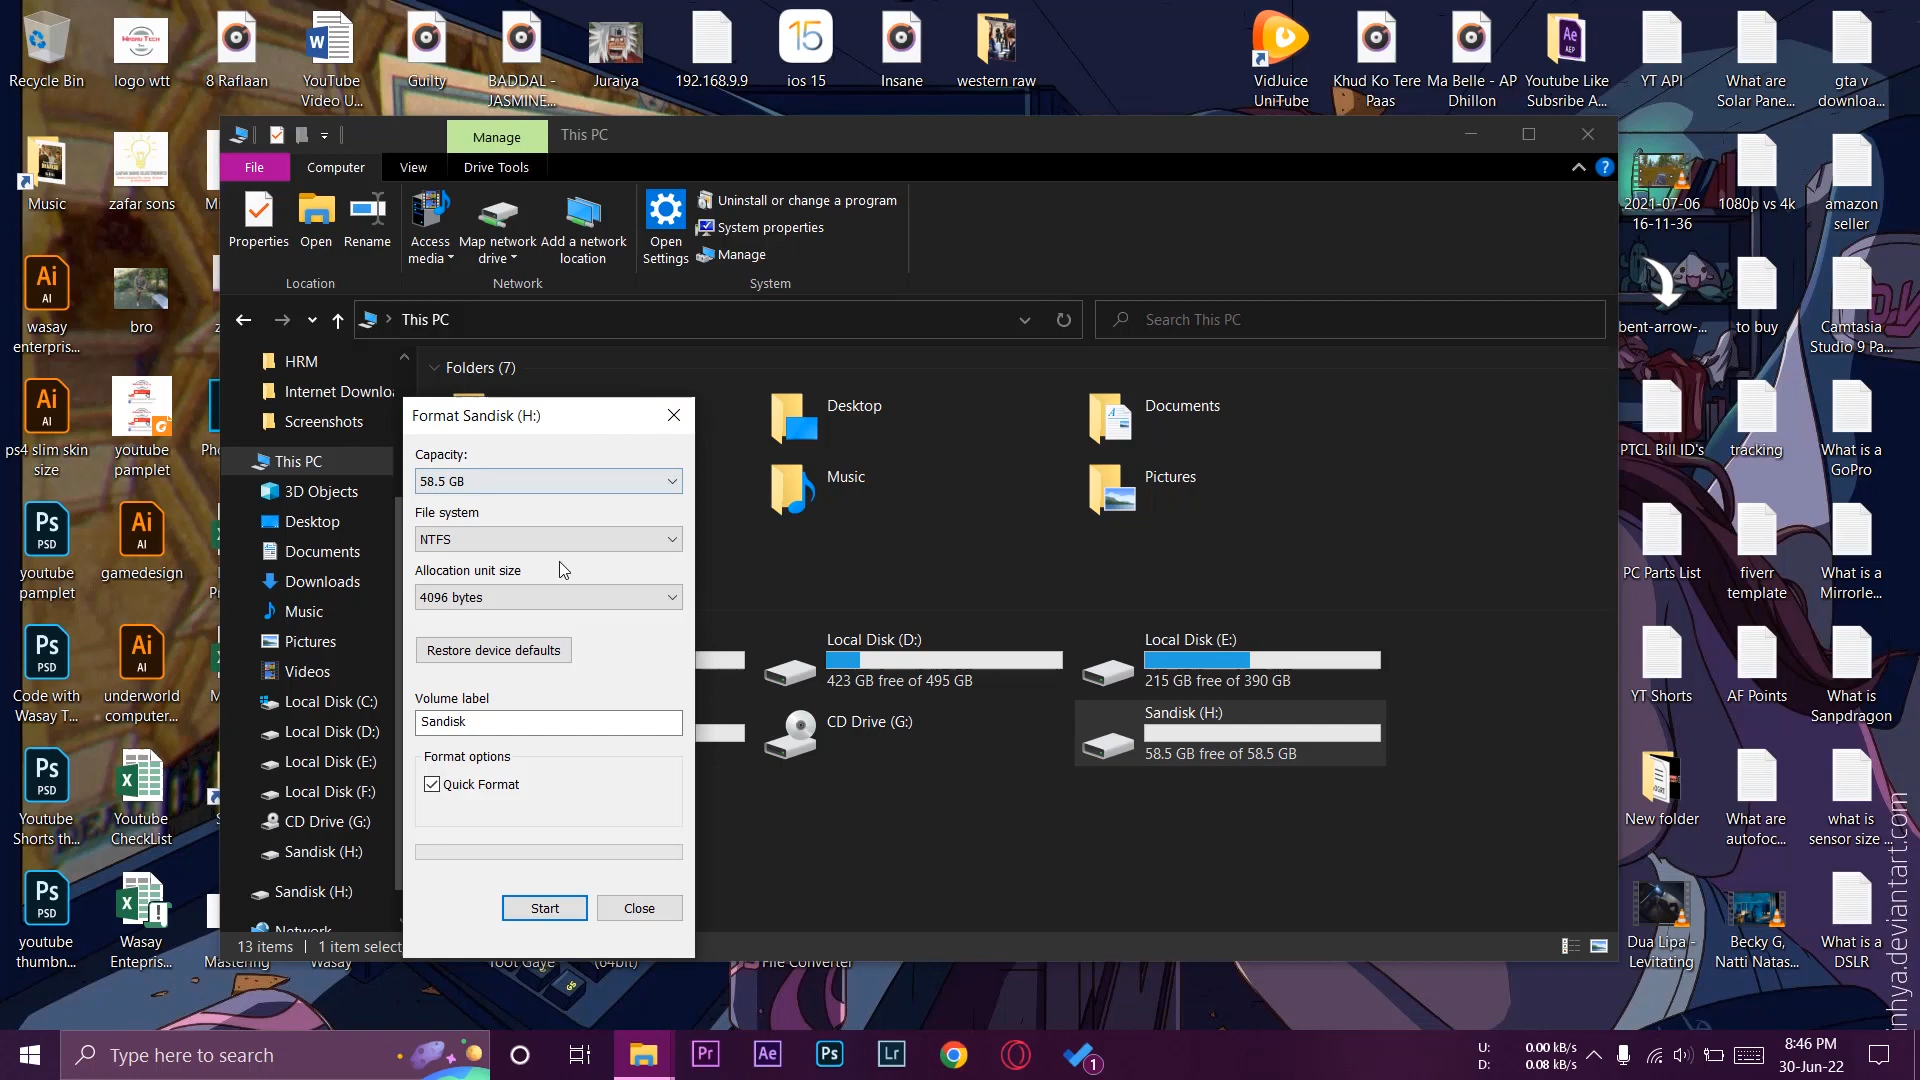 Recycle Bin
logo wtt
8 Raflaan
YouTube
Video U...
Guilty
BADDAL -
JASMINE...
Juraiya
192.168.9.9
ios 15
Insane
western raw
VidJuice
UniTube
Khud Ko Tere
Paas
Ma Belle - AP
Dhillon
Youtube Like
Subsribe A...
YT API
What are
Solar Pane...
gta v
downloa...
Manage
This PC
File
Computer
View
Drive Tools
Music
zafar sons
2021-07-06
16-11-36
1080p vs 4k
amazon
seller
Properties
Open
Rename
Access
media
Map network
drive
Add a network
location
Open
Settings
Uninstall or change a program
System properties
Manage
Location
Network
System
This PC
Search This PC
wasay
enterpris...
bro
bent-arrow-...
to buy
Camtasia
Studio 9 Pa...
HRM
Internet Downlo
Screenshots
This PC
3D Objects
Desktop
Documents
Downloads
Music
Pictures
Videos
Local Disk (C:)
Local Disk (D:)
Local Disk (E:)
Local Disk (F:)
CD Drive (G:)
Sandisk (H:)
Sandisk (H:)
Network
13 items
1 item select
Folders (7)
Desktop
Documents
Music
Pictures
Local Disk (D:)
423 GB free of 495 GB
Local Disk (E:)
215 GB free of 390 GB
CD Drive (G:)
Sandisk (H:)
58.5 GB free of 58.5 GB
Format Sandisk (H:)
Capacity:
58.5 GB
File system
NTFS
Allocation unit size
4096 bytes
Restore device defaults
Volume label
Sandisk
Format options
Quick Format
Start
Close
ps4 slim skin
size
youtube
pamplet
PTCL Bill ID's
tracking
What is a
GoPro
youtube
pamplet
gamedesign
PC Parts List
fiverr
template
What is a
Mirrorle...
Code with
Wasay T...
underworld
computer...
YT Shorts
AF Points
What is
Sanpdragon
Youtube
Shorts th...
Youtube
CheckList
New folder
What are
autofoc...
what is
sensor size ...
youtube
thumbn...
Wasay
Entepris...
Mastering
Wasay
Toot Gaye
(64bit)
File Converter
Dua Lipa -
Levitating
Becky G,
Natti Natas...
What is a
DSLR
inhya.deviantart.com
Type here to search
U:
D:
0.00 kB/s
0.08 kB/s
8:46 PM
30-Jun-22